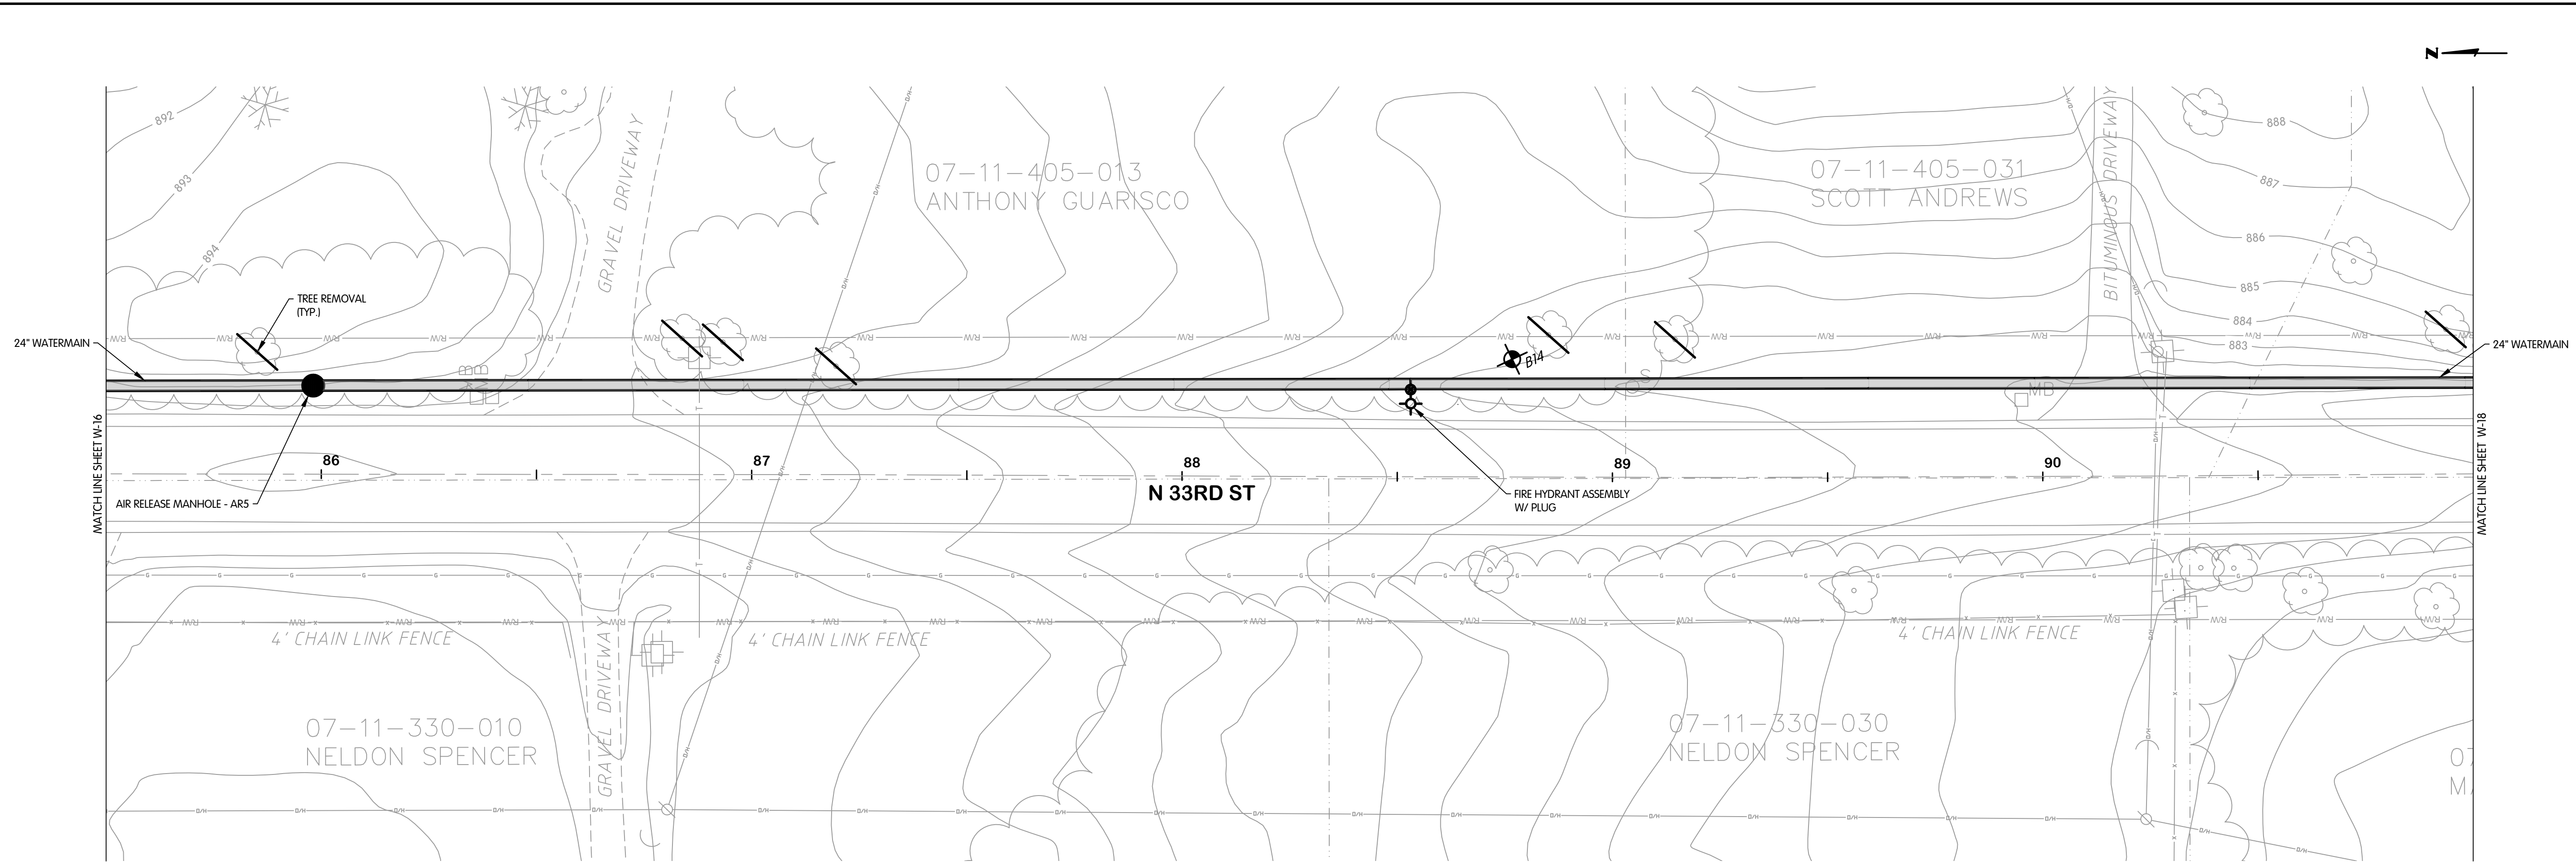 N
892
893
894
GRAVEL DRIVEWAY
07-11-405-013
ANTHONY GUARISCO
07-11-405-031
SCOTT ANDREWS
BITUMINOUS DRIVEWAY
888
887
886
885
884
883
TREE REMOVAL
(TYP.)
24" WATERMAIN
24" WATERMAIN
R/W
O/H
B14
S
MB
MB
MATCH LINE SHEET W-16
MATCH LINE SHEET W-18
86
87
88
89
90
N 33RD ST
AIR RELEASE MANHOLE - AR5
FIRE HYDRANT ASSEMBLY
W/ PLUG
T
G
x
4' CHAIN LINK FENCE
4' CHAIN LINK FENCE
4' CHAIN LINK FENCE
GRAVEL DRIVEWAY
07-11-330-010
NELDON SPENCER
07-11-330-030
NELDON SPENCER